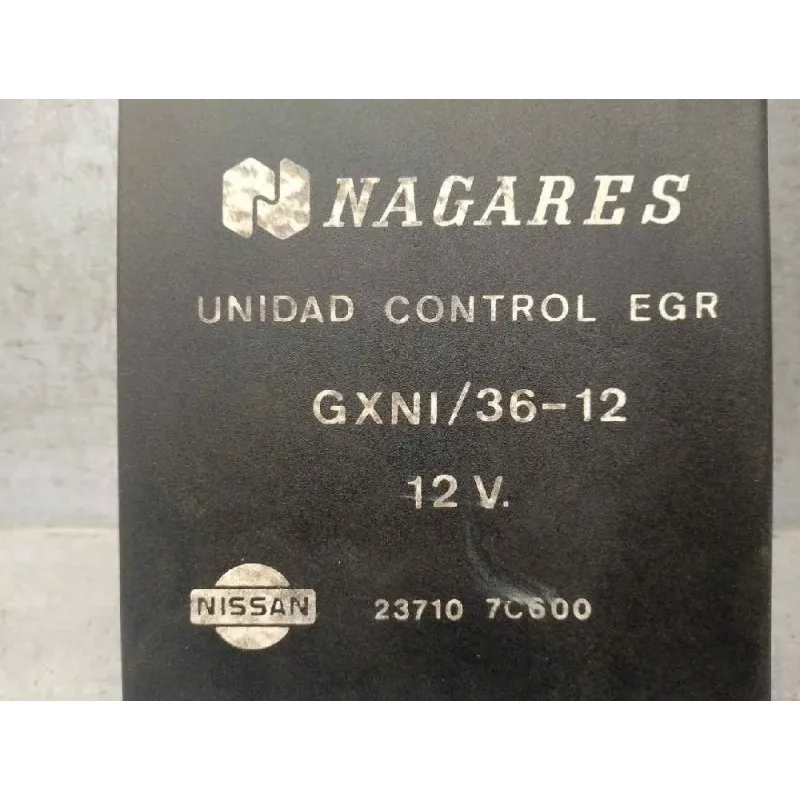 NAGARES
UNIDAD CONTROL EGR
GXNI/36-12
12 V.
NISSAN 23710 7C600